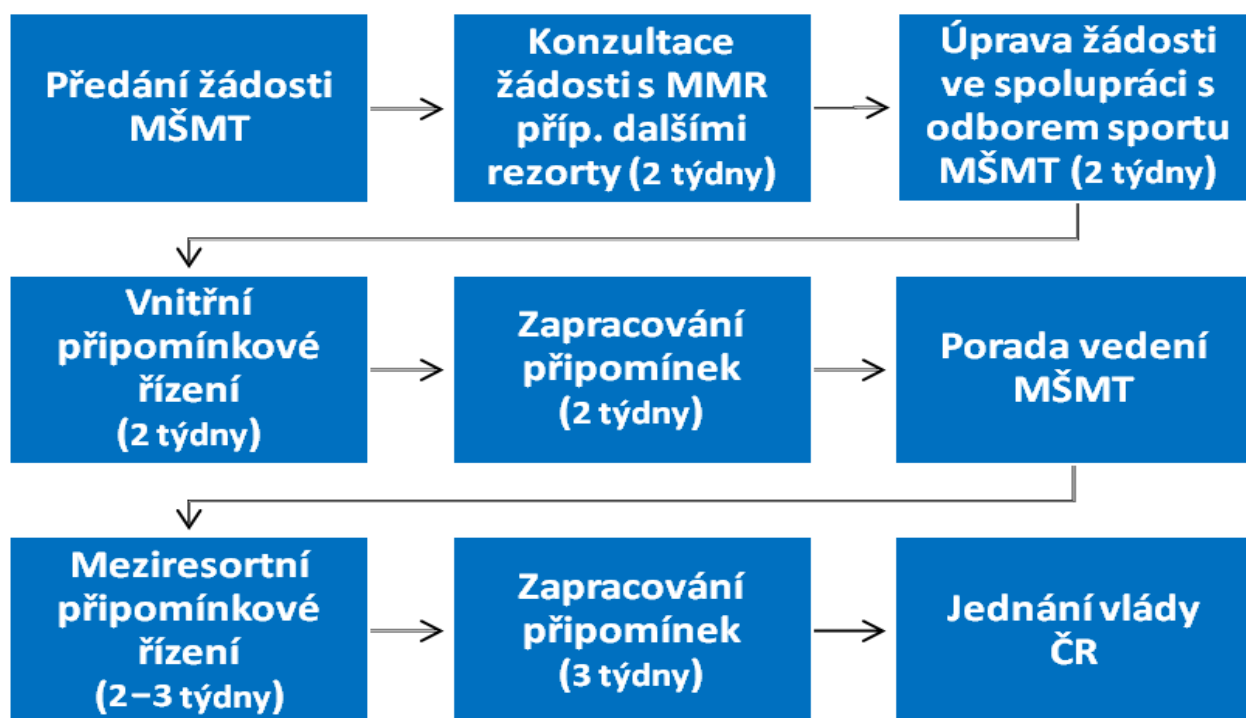 Předání žádosti
MŠMT
Konzultace
žádosti s MMR
příp. dalšími
rezorty (2 týdny)
Úprava žádosti
ve spolupráci s
odborem sportu
MŠMT (2 týdny)
Vnitřní
připomínkové
řízení
(2 týdny)
Zapracování
připomínek
(2 týdny)
Porada vedení
MŠMT
Meziresortní
připomínkové
řízení
(2–3 týdny)
Zapracování
připomínek
(3 týdny)
Jednání vlády
ČR